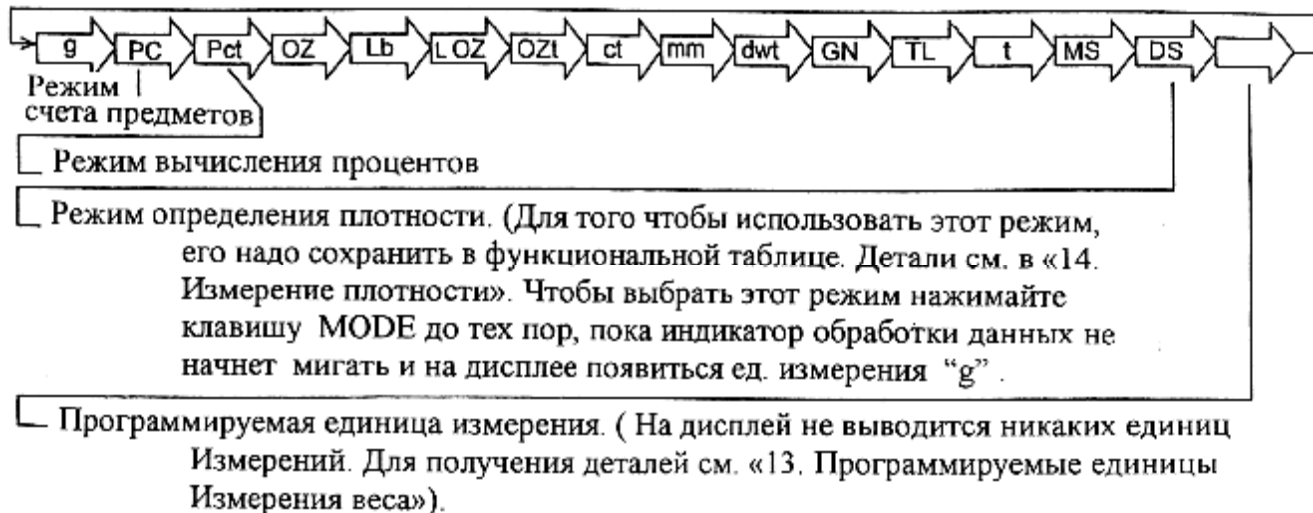 g PC Pct OZ Lb L OZ OZt ct mm dwt GN TL t MS DS
Режим
счета предметов
Режим вычисления процентов
Режим определения плотности. (Для того чтобы использовать этот режим,
его надо сохранить в функциональной таблице. Детали см. в «14.
Измерение плотности». Чтобы выбрать этот режим нажимайте
клавишу MODE до тех пор, пока индикатор обработки данных не
начнет мигать и на дисплее появиться ед. измерения “g” .
Программируемая единица измерения. ( На дисплей не выводится никаких единиц
Измерений. Для получения деталей см. «13. Программируемые единицы
Измерения веса»).